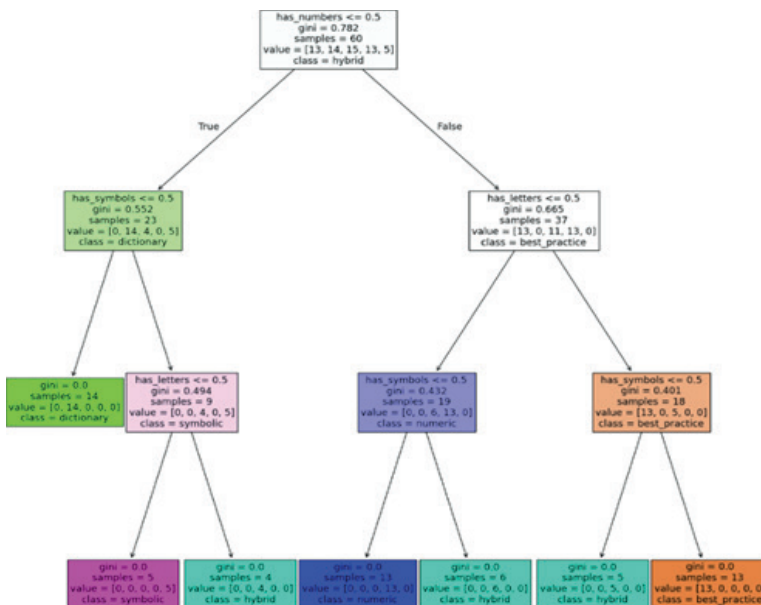 has_numbers <= 0.5
gini = 0.782
samples = 60
value = [13, 14, 15, 13, 5]
class = hybrid
True
False
has_symbols <= 0.5
gini = 0.552
samples = 23
value = [0, 14, 4, 0, 5]
class = dictionary
has_letters <= 0.5
gini = 0.665
samples = 37
value = [13, 0, 11, 13, 0]
class = best_practice
gini = 0.0
samples = 14
value = [0, 14, 0, 0, 0]
class = dictionary
has_letters <= 0.5
gini = 0.494
samples = 9
value = [0, 0, 4, 0, 5]
class = symbolic
has_symbols <= 0.5
gini = 0.432
samples = 19
value = [0, 0, 6, 13, 0]
class = numeric
has_symbols <= 0.5
gini = 0.401
samples = 18
value = [13, 0, 5, 0, 0]
class = best_practice
gini = 0.0
samples = 5
value = [0, 0, 0, 0, 5]
class = symbolic
gini = 0.0
samples = 4
value = [0, 0, 4, 0, 0]
class = hybrid
gini = 0.0
samples = 13
value = [0, 0, 0, 13, 0]
class = numeric
gini = 0.0
samples = 6
value = [0, 0, 6, 0, 0]
class = hybrid
gini = 0.0
samples = 5
value = [0, 0, 5, 0, 0]
class = hybrid
gini = 0.0
samples = 13
value = [13, 0, 0, 0, 0]
class = best_practice